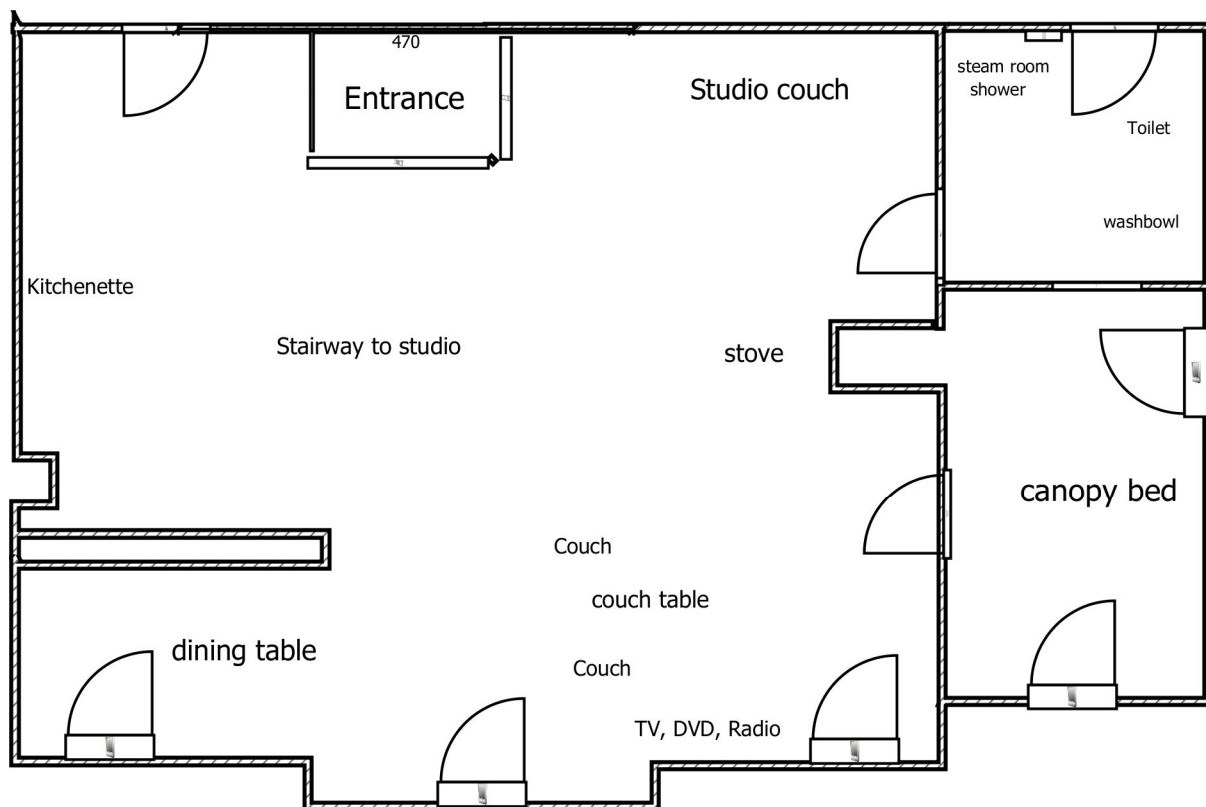 470
Entrance
Studio couch
steam room
shower
Toilet
washbowl
Kitchenette
Stairway to studio
stove
canopy bed
Couch
couch table
dining table
Couch
TV, DVD, Radio